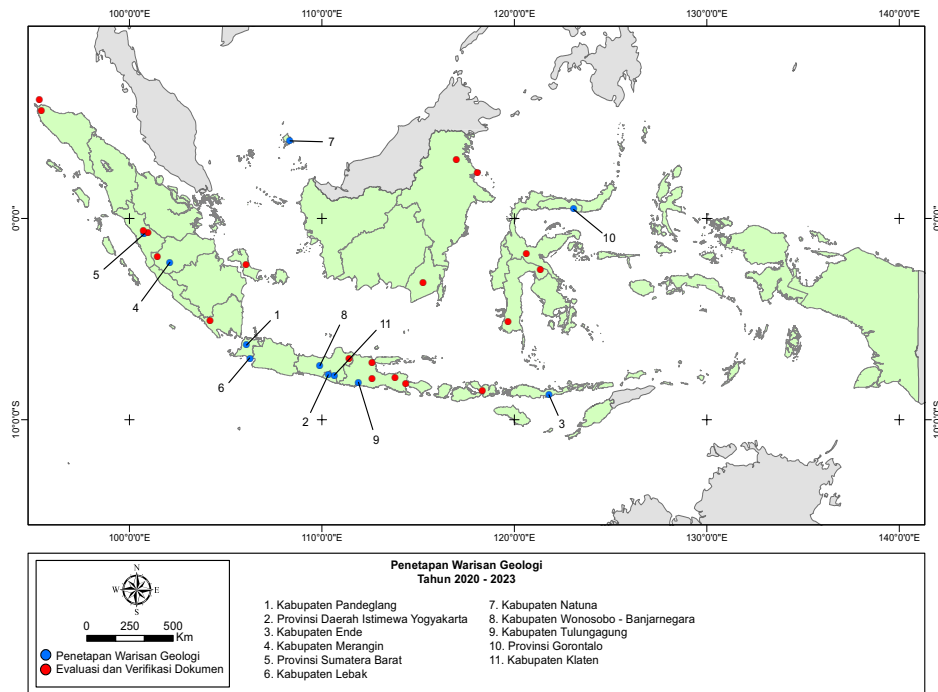 100°0'0"E 110°0'0"E 120°0'0"E 130°0'0"E 140°0'0"E
0°0'0" 0°0'0"
10°0'0"S 10°0'0"S
7
10
5
4
1
8
11
6
2
9
3
100°0'0"E 110°0'0"E 120°0'0"E 130°0'0"E 140°0'0"E
Penetapan Warisan Geologi
Tahun 2020 - 2023
N
W E
S
0 250 500
Km
Penetapan Warisan Geologi
Evaluasi dan Verifikasi Dokumen
1. Kabupaten Pandeglang
2. Provinsi Daerah Istimewa Yogyakarta
3. Kabupaten Ende
4. Kabupaten Merangin
5. Provinsi Sumatera Barat
6. Kabupaten Lebak
7. Kabupaten Natuna
8. Kabupaten Wonosobo - Banjarnegara
9. Kabupaten Tulungagung
10. Provinsi Gorontalo
11. Kabupaten Klaten